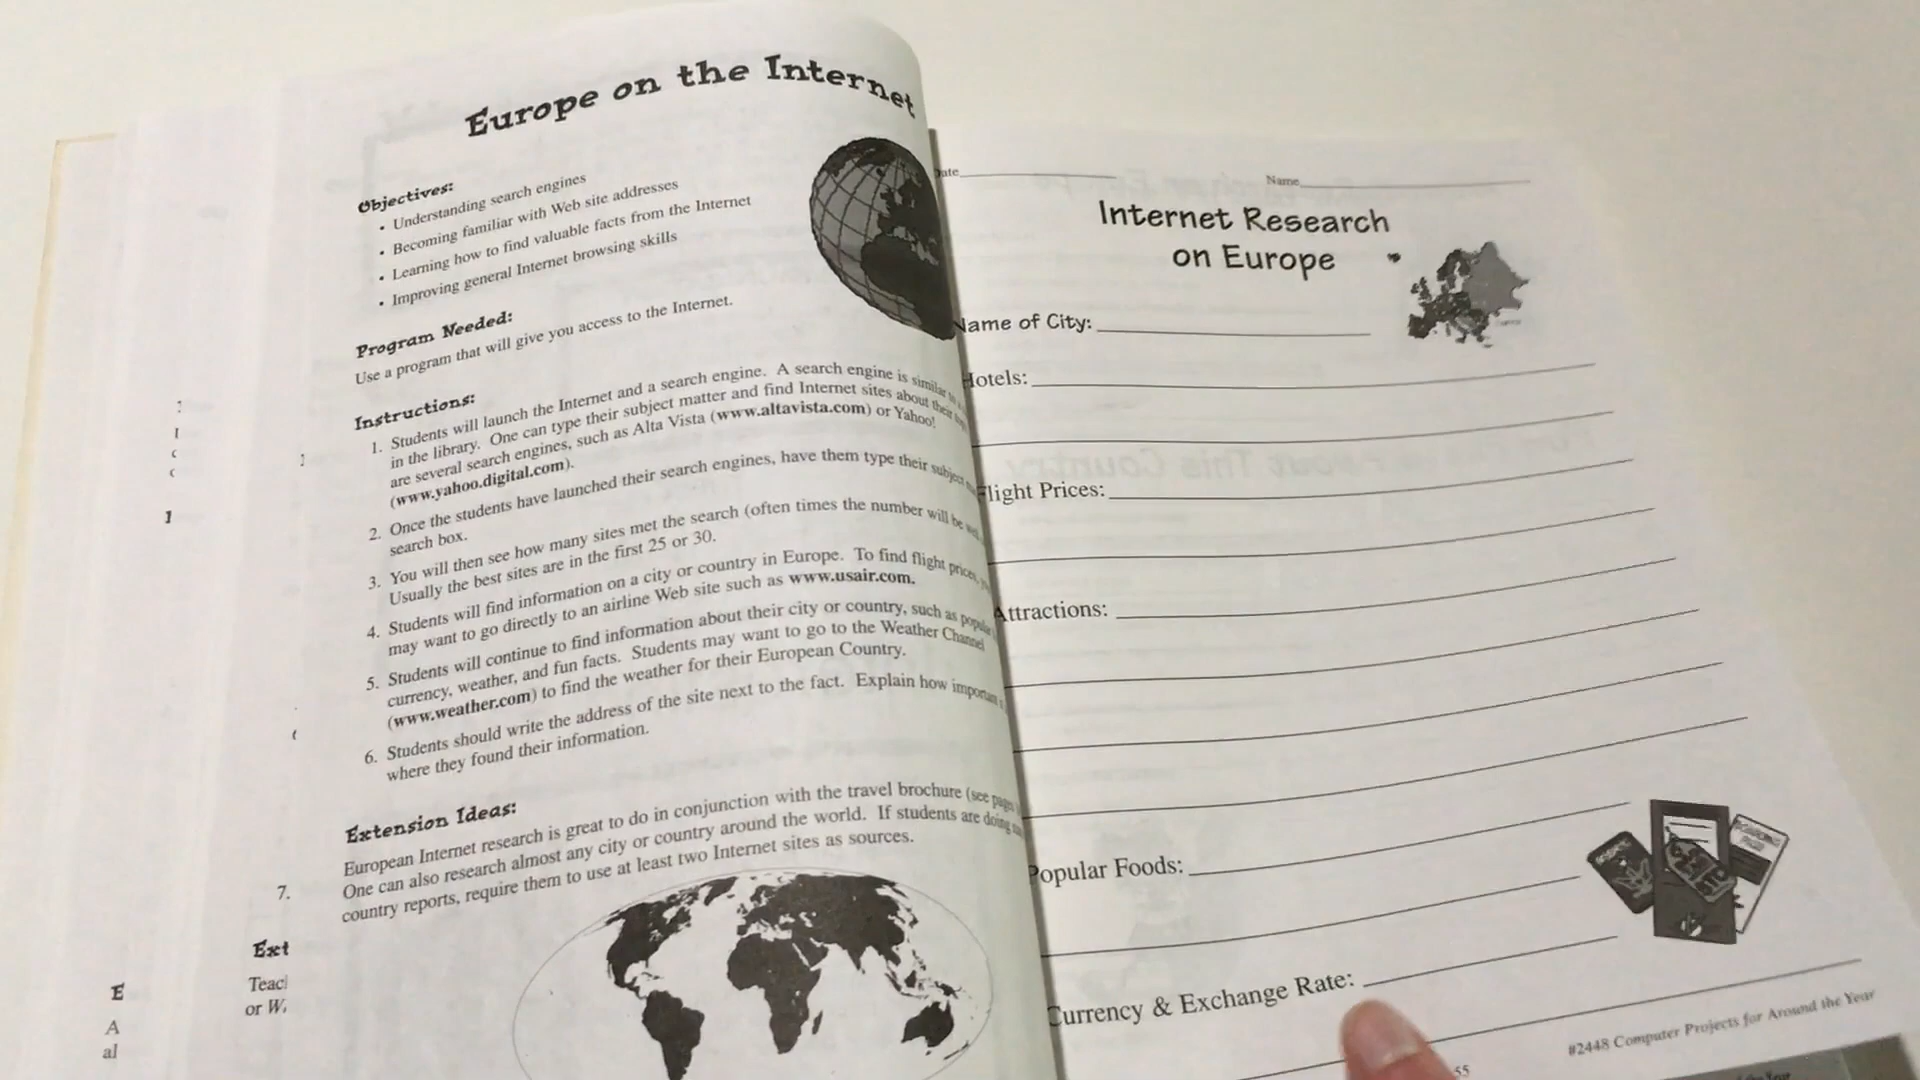 Europe on the Internet
Objectives:
• Understanding search engines
• Becoming familiar with Web site addresses
• Learning how to find valuable facts from the Internet
• Improving general Internet browsing skills
Program Needed:
Use a program that will give you access to the Internet.
Instructions:
1. Students will launch the Internet and a search engine. A search engine is similar to a
in the library. One can type their subject matter and find Internet sites about their
are several search engines, such as Alta Vista (www.altavista.com) or Yahoo!
(www.yahoo.digital.com).
2. Once the students have launched their search engines, have them type their subject
search box.
3. You will then see how many sites met the search (often times the number will be
Usually the best sites are in the first 25 or 30.
4. Students will find information on a city or country in Europe. To find flight prices,
may want to go directly to an airline Web site such as www.usair.com.
5. Students will continue to find information about their city or country, such as
currency, weather, and fun facts. Students may want to go to the Weather Channel
(www.weather.com) to find the weather for their European Country.
6. Students should write the address of the site next to the fact. Explain how
where they found their information.
Extension Ideas:
European Internet research is great to do in conjunction with the travel brochure (see
One can also research almost any city or country around the world. If students are doing
country reports, require them to use at least two Internet sites as sources.
7.
Ext
Teac
or W.
E
A
al
Date
Name
Internet Research
on Europe
Name of City:
Hotels:
Flight Prices:
Attractions:
Popular Foods:
Currency & Exchange Rate:
55
#2448 Computer Projects for Around the Year